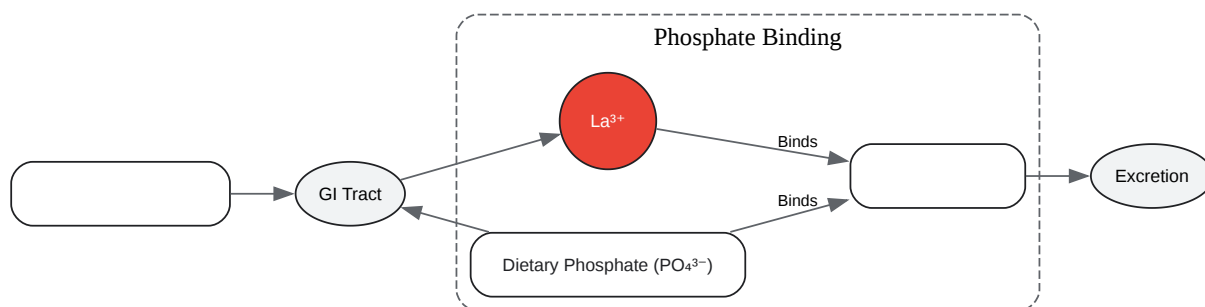 Phosphate Binding
La³⁺
Binds
GI Tract
Excretion
Binds
Dietary Phosphate (PO₄³⁻)